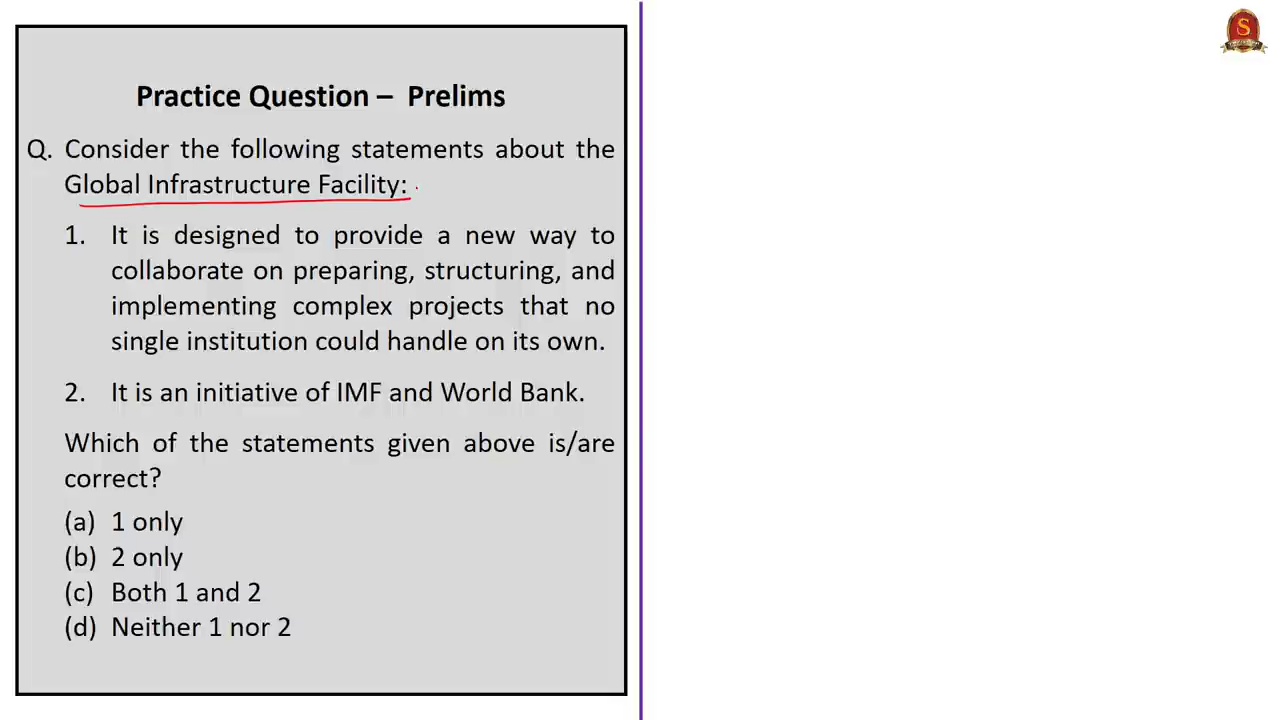 Practice Question – Prelims
Q. Consider the following statements about the
Global Infrastructure Facility:
1. It is designed to provide a new way to
collaborate on preparing, structuring, and
implementing complex projects that no
single institution could handle on its own.
2. It is an initiative of IMF and World Bank.
Which of the statements given above is/are
correct?
(a) 1 only
(b) 2 only
(c) Both 1 and 2
(d) Neither 1 nor 2
S